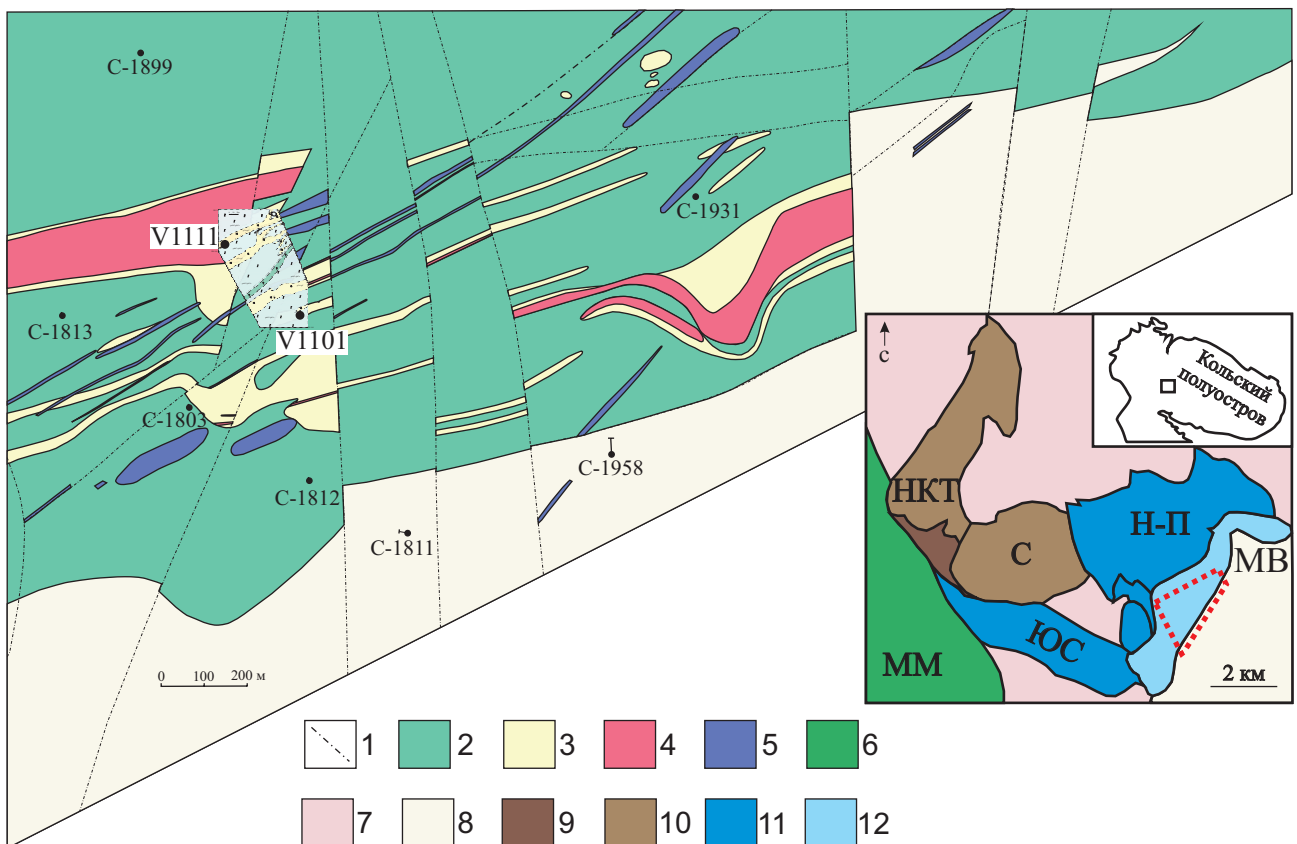 С-1899
V1111
С-1931
С-1813
V1101
С-1803
С-1958
С-1812
С-1811
0 100 200 м
с
Кольский
полуостров
НКТ
С
Н-П
МВ
ЮС
ММ
2 км
1 2 3 4 5 6
7 8 9 10 11 12